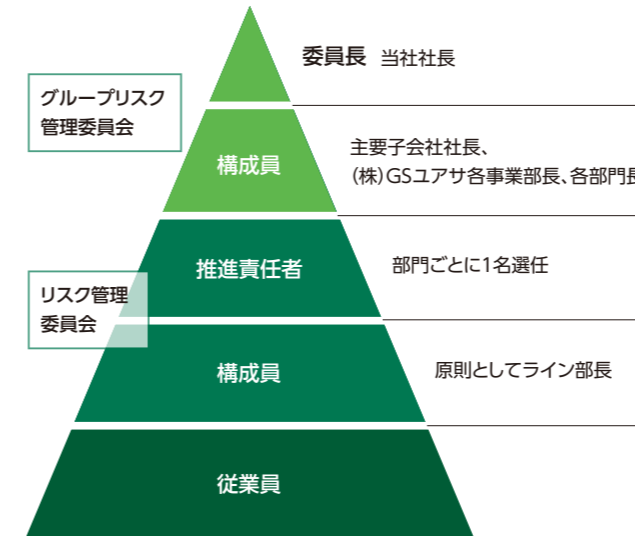 委員長 当社社長
グループリスク
管理委員会
構成員
主要子会社社長、
(株)GSユアサ各事業部長、各部門長
推進責任者
部門ごとに1名選任
リスク管理
委員会
構成員
原則としてライン部長
従業員